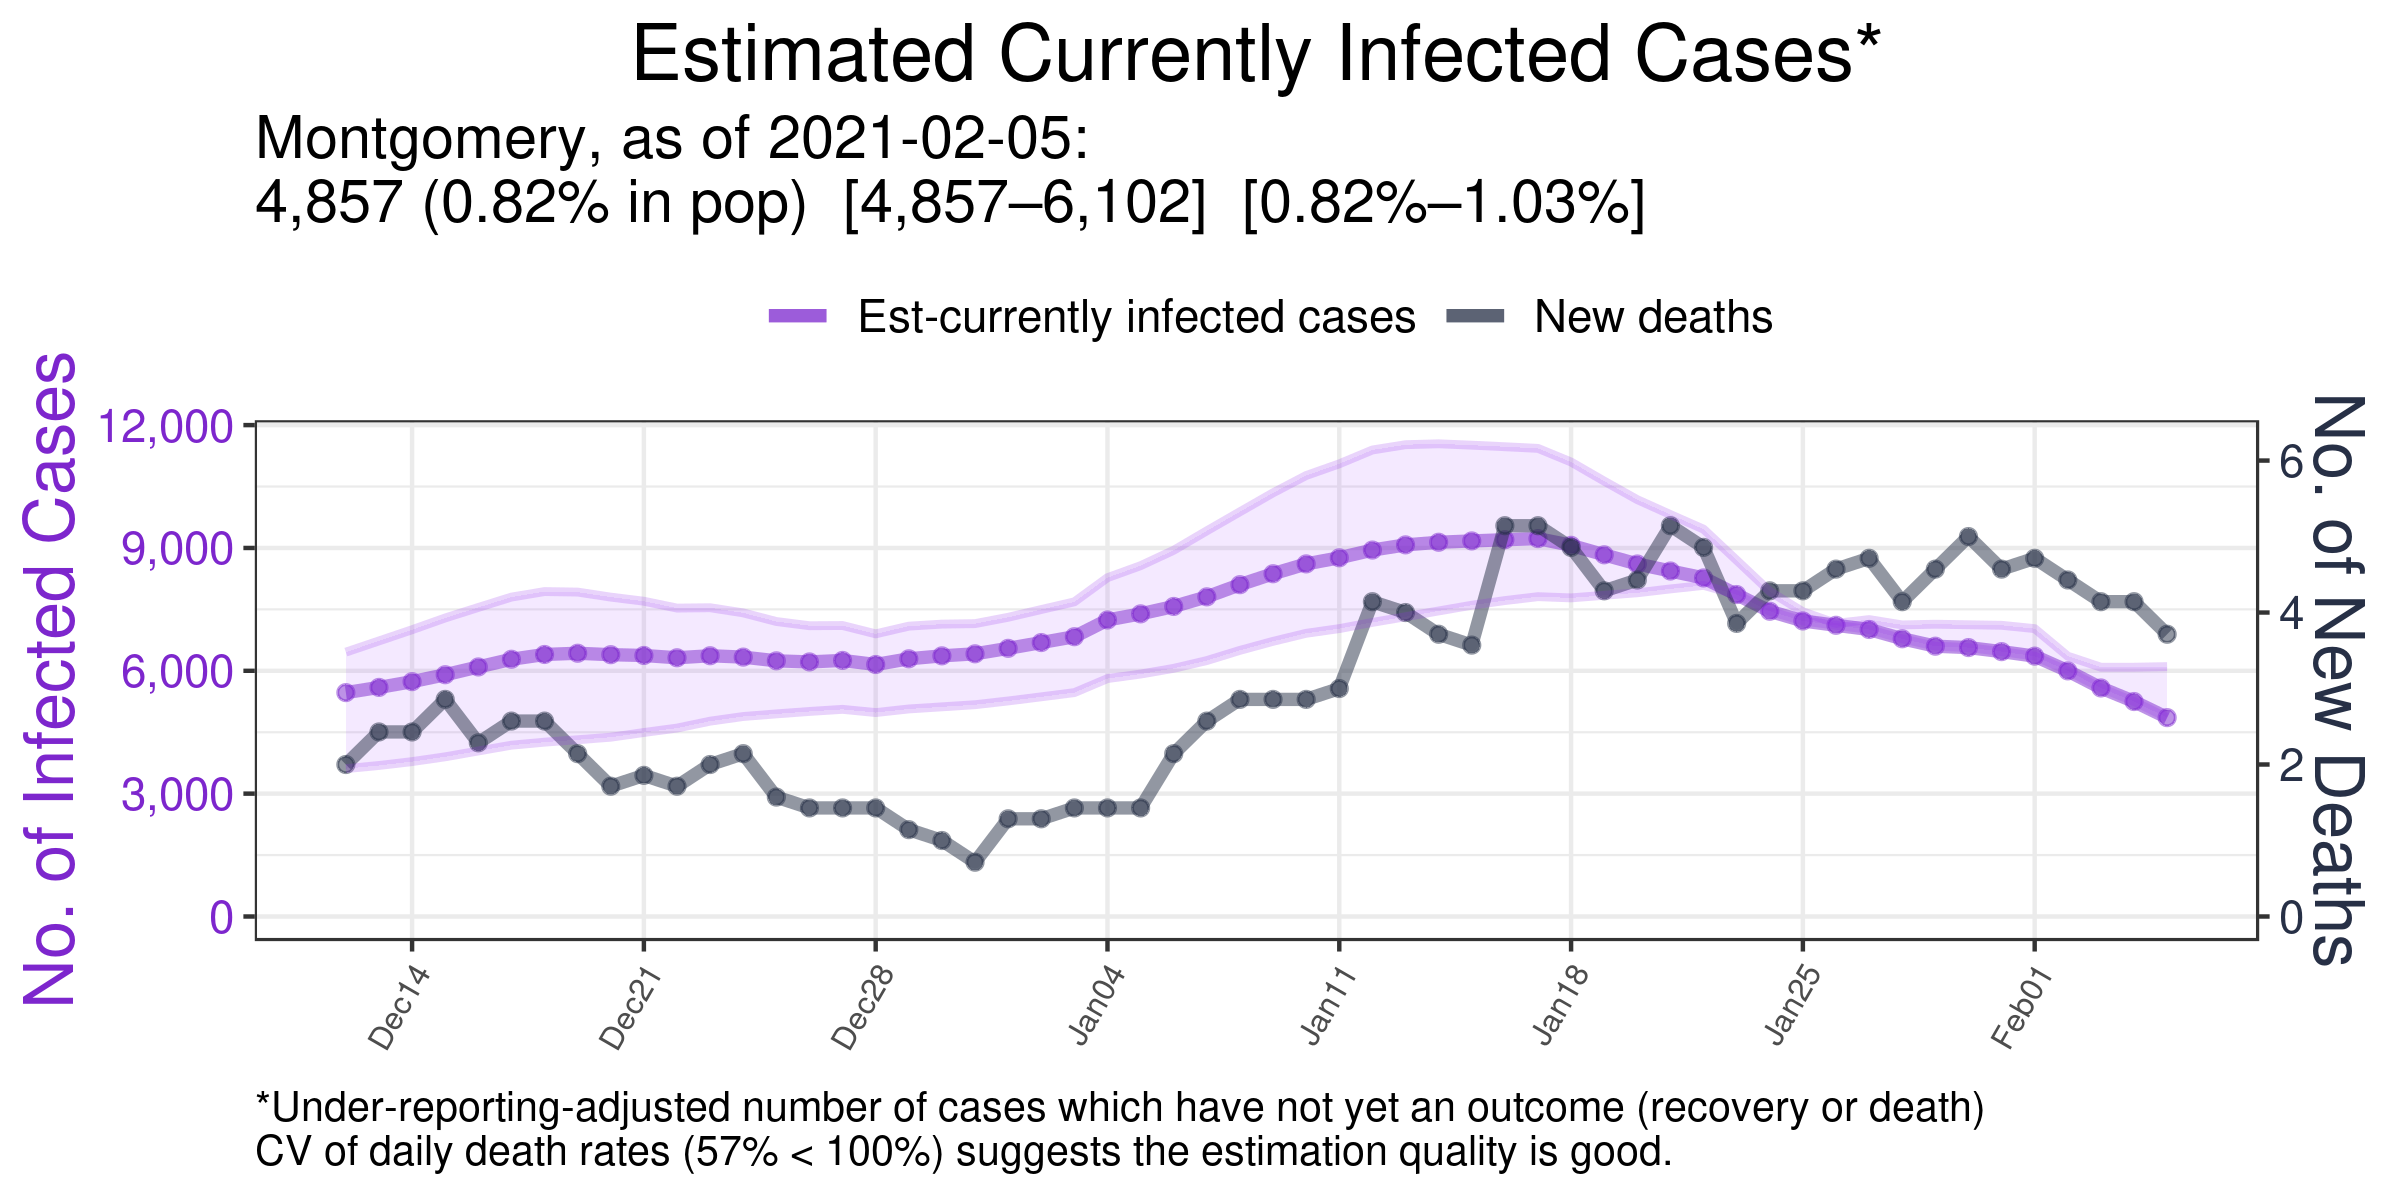 Estimated Currently Infected Cases*
Montgomery, as of 2021-02-05:
4,857 (0.82% in pop)  [4,857–6,102]  [0.82%–1.03%]
Est-currently infected cases
New deaths
No. of Infected Cases
12,000
9,000
6,000
3,000
0
6
4
2
0
No. of New Deaths
Dec14
Dec21
Dec28
Jan04
Jan11
Jan18
Jan25
Feb01
*Under-reporting-adjusted number of cases which have not yet an outcome (recovery or death)
CV of daily death rates (57% < 100%) suggests the estimation quality is good.